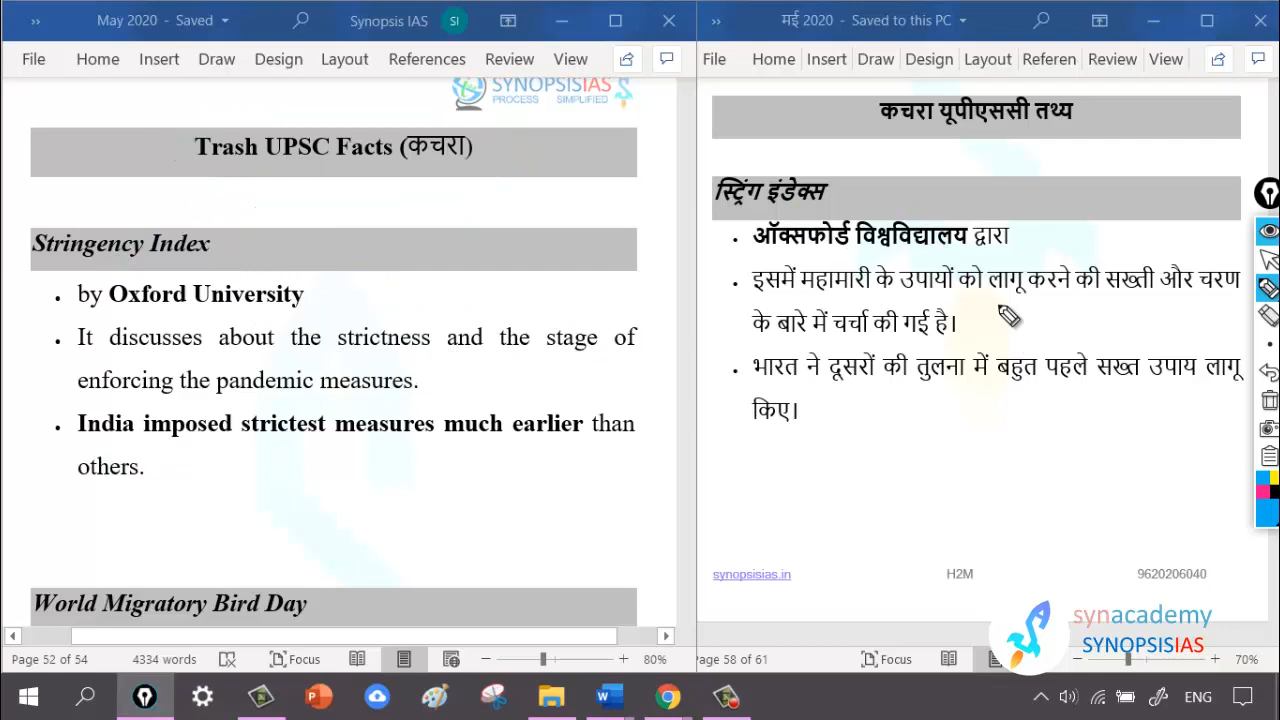 May 2020 - Saved
Synopsis IAS
SI
File Home Insert Draw Design Layout References Review View
SYNOPSISIAS
PROCESS SIMPLIFIED
Trash UPSC Facts (कचरा)
Stringency Index
• by Oxford University
• It discusses about the strictness and the stage of
enforcing the pandemic measures.
• India imposed strictest measures much earlier than
others.
World Migratory Bird Day
Page 52 of 54 4334 words Focus 80%
मई 2020 - Saved to this PC
File Home Insert Draw Design Layout Referen Review View
कचरा यूपीएससी तथ्य
स्ट्रिंग इंडेक्स
• ऑक्सफोर्ड विश्वविद्यालय द्वारा
• इसमें महामारी के उपायों को लागू करने की सख्ती और चरण
के बारे में चर्चा की गई है।
• भारत ने दूसरों की तुलना में बहुत पहले सख्त उपाय लागू
किए।
synopsisias.in H2M 9620206040
synacademy
SYNOPSISIAS
Page 58 of 61 Focus 70%
ENG